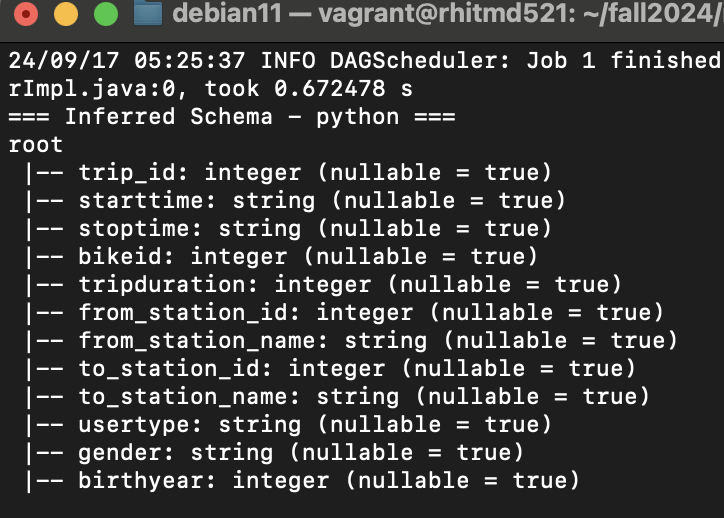 debian11 — vagrant@rhitmd521: ~/fall2024/
24/09/17 05:25:37 INFO DAGScheduler: Job 1 finished
rImpl.java:0, took 0.672478 s
=== Inferred Schema - python ===
root
 |-- trip_id: integer (nullable = true)
 |-- starttime: string (nullable = true)
 |-- stoptime: string (nullable = true)
 |-- bikeid: integer (nullable = true)
 |-- tripduration: integer (nullable = true)
 |-- from_station_id: integer (nullable = true)
 |-- from_station_name: string (nullable = true)
 |-- to_station_id: integer (nullable = true)
 |-- to_station_name: string (nullable = true)
 |-- usertype: string (nullable = true)
 |-- gender: string (nullable = true)
 |-- birthyear: integer (nullable = true)